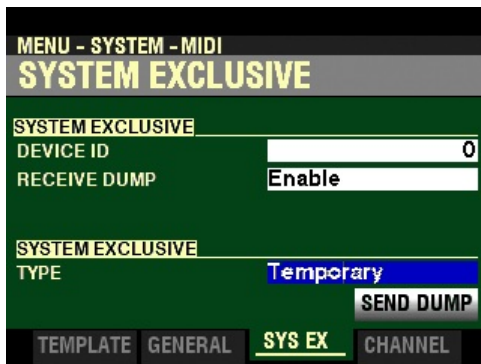 MENU - SYSTEM - MIDI
SYSTEM EXCLUSIVE
SYSTEM EXCLUSIVE
DEVICE ID 0
RECEIVE DUMP Enable
SYSTEM EXCLUSIVE
TYPE Temporary
SEND DUMP
TEMPLATE GENERAL SYS EX CHANNEL